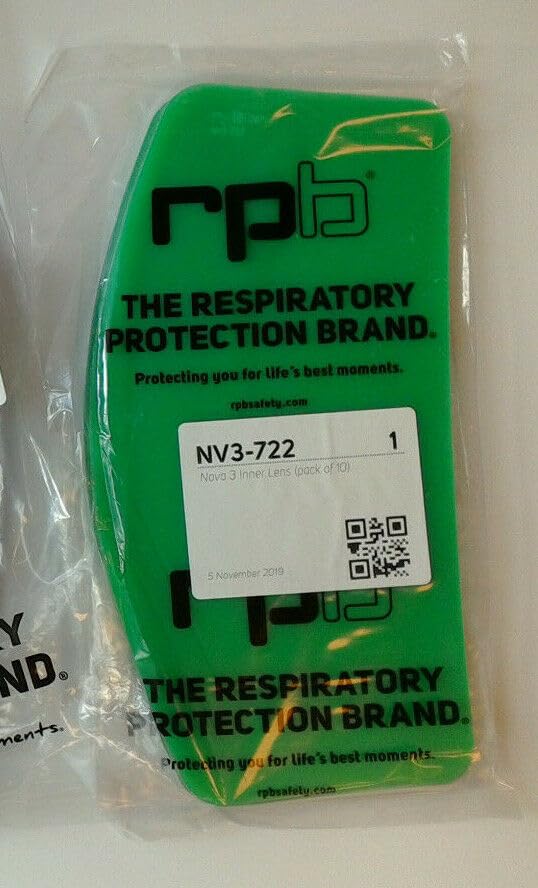 rpb®
THE RESPIRATORY
PROTECTION BRAND®
Protecting you for life's best moments.
rpbsafety.com
NV3-722 1
Nova 3 Inner Lens (pack of 10)
5 November 2019
rpb
THE RESPIRATORY
PROTECTION BRAND®
Protecting you for life's best moments.
rpbsafety.com
RY
ND®
ments.